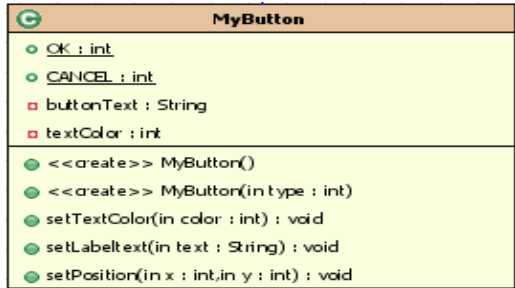 C MyButton
OK : int
CANCEL : int
buttonText : String
textColor : int
<<create>> MyButton()
<<create>> MyButton(in type : int)
setTextColor(in color : int) : void
setLabeltext(in text : String) : void
setPosition(in x : int,in y : int) : void